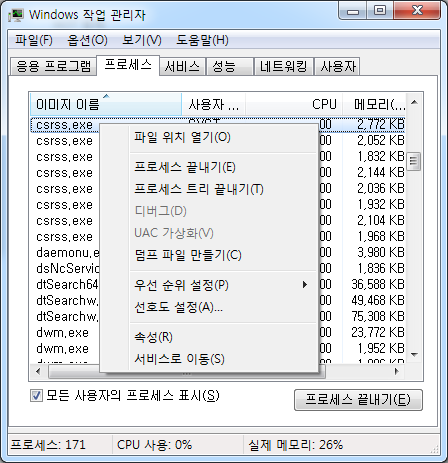 Windows 작업 관리자
파일(F) 옵션(O) 보기(V) 도움말(H)
응용 프로그램 프로세스 서비스 성능 네트워킹 사용자
이미지 이름 사용자 ... CPU 메모리(...
csrss,exe 00 2,772 KB
csrss,exe 00 2,052 KB
csrss,exe 00 1,832 KB
csrss,exe 00 2,144 KB
csrss,exe 00 2,036 KB
csrss,exe 00 1,932 KB
csrss,exe 00 2,104 KB
csrss,exe 00 1,968 KB
daemonu, 00 3,980 KB
dsNcServic 00 1,836 KB
dtSearch64 00 36,588 KB
dtSearchw, 00 49,468 KB
dtSearchw, 00 75,308 KB
dwm,exe 00 23,772 KB
dwm,exe 00 1,952 KB
dwm,exe 00 1,996 KB
파일 위치 열기(O)
프로세스 끝내기(E)
프로세스 트리 끝내기(T)
디버그(D)
UAC 가상화(V)
덤프 파일 만들기(C)
우선 순위 설정(P)
선호도 설정(A)...
속성(R)
서비스로 이동(S)
모든 사용자의 프로세스 표시(S) 프로세스 끝내기(E)
프로세스: 171 CPU 사용: 0% 실제 메모리: 26%